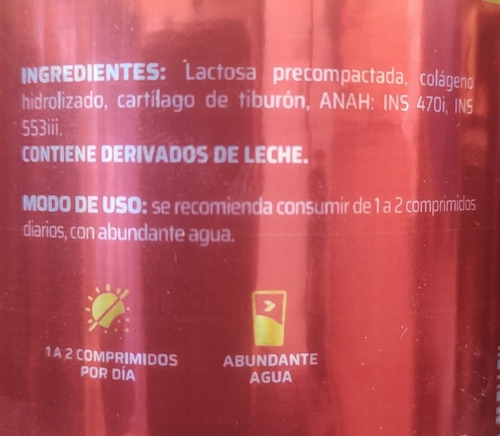 INGREDIENTES: Lactosa precompactada, colágeno
hidrolizado, cartílago de tiburón, ANAH: INS 470i, INS
553iii.
CONTIENE DERIVADOS DE LECHE.
MODO DE USO: se recomienda consumir de 1 a 2 comprimidos
diarios, con abundante agua.
1 A 2 COMPRIMIDOS
POR DÍA
ABUNDANTE
AGUA